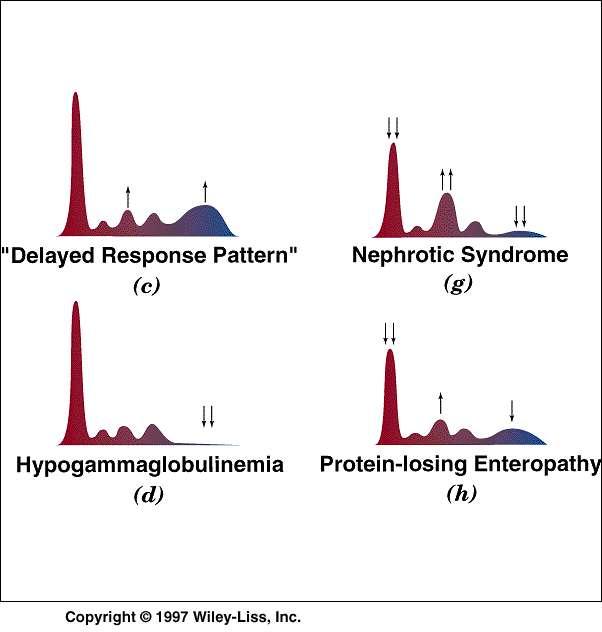 "Delayed Response Pattern"
(c)
Nephrotic Syndrome
(g)
Hypogammaglobulinemia
(d)
Protein-losing Enteropathy
(h)
Copyright © 1997 Wiley-Liss, Inc.